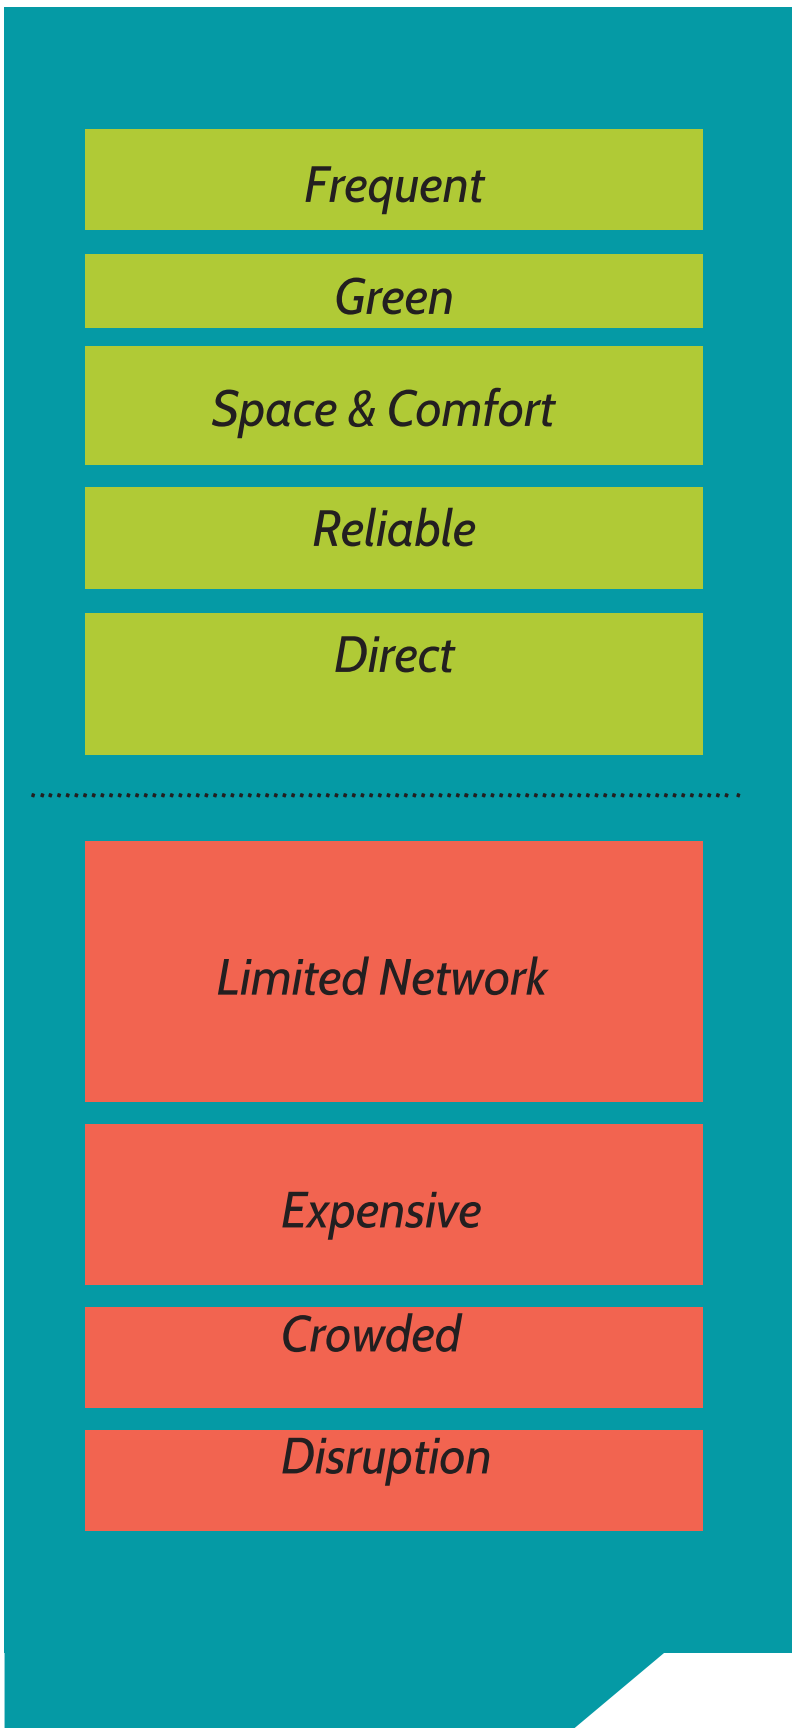 Frequent
Green
Space & Comfort
Reliable
Direct
Limited Network
Expensive
Crowded
Disruption